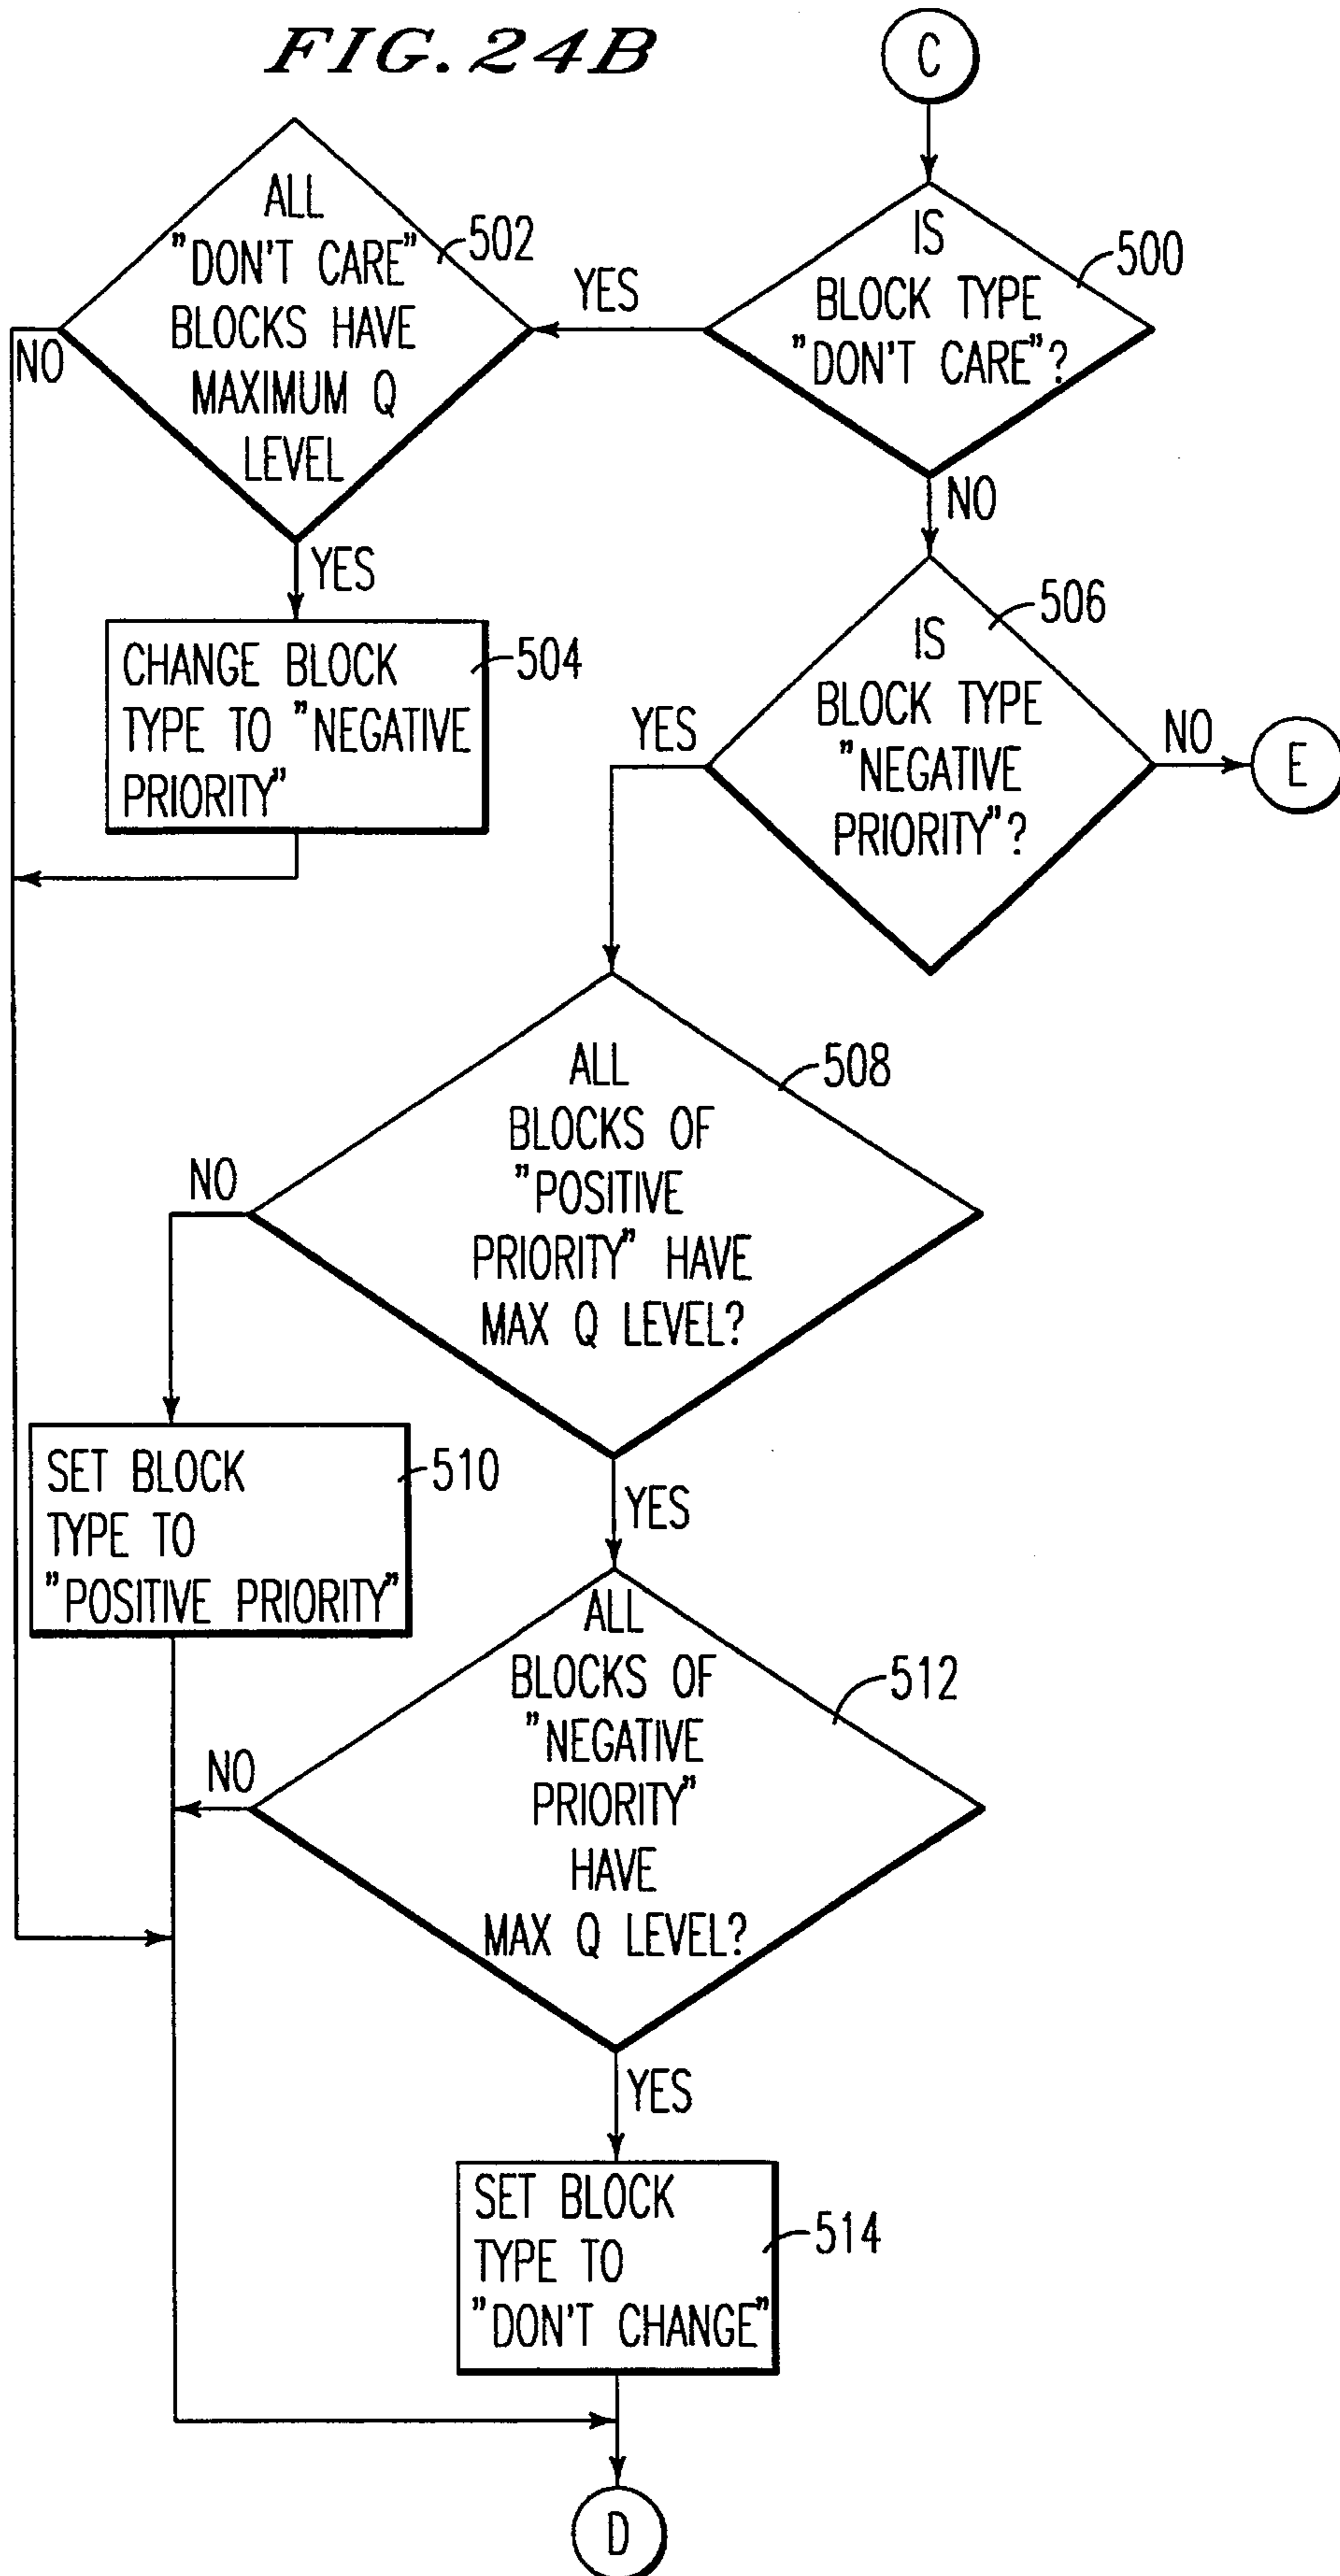 FIG. 24B
C
IS
BLOCK TYPE
"DON'T CARE"?
500
YES
NO
ALL
"DON'T CARE"
BLOCKS HAVE
MAXIMUM Q
LEVEL
502
NO
YES
CHANGE BLOCK
TYPE TO "NEGATIVE
PRIORITY"
504
IS
BLOCK TYPE
"NEGATIVE
PRIORITY"?
506
YES
NO
E
ALL
BLOCKS OF
"POSITIVE
PRIORITY" HAVE
MAX Q LEVEL?
508
NO
YES
SET BLOCK
TYPE TO
"POSITIVE PRIORITY"
510
ALL
BLOCKS OF
"NEGATIVE
PRIORITY"
HAVE
MAX Q LEVEL?
512
NO
YES
SET BLOCK
TYPE TO
"DON'T CHANGE"
514
D